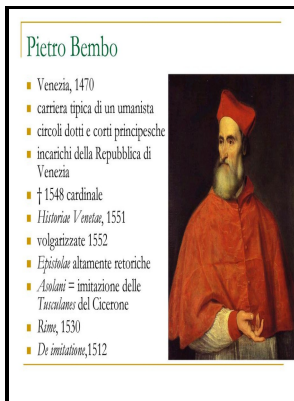 Pietro Bembo
Venezia, 1470
carriera tipica di un umanista
circoli dotti e corti principesche
incarichi della Repubblica di
Venezia
† 1548 cardinale
Historiae Venetae, 1551
volgarizzate 1552
Epistolae altamente retoriche
Asolani = imitazione delle
Tusculanes del Cicerone
Rime, 1530
De imitatione,1512